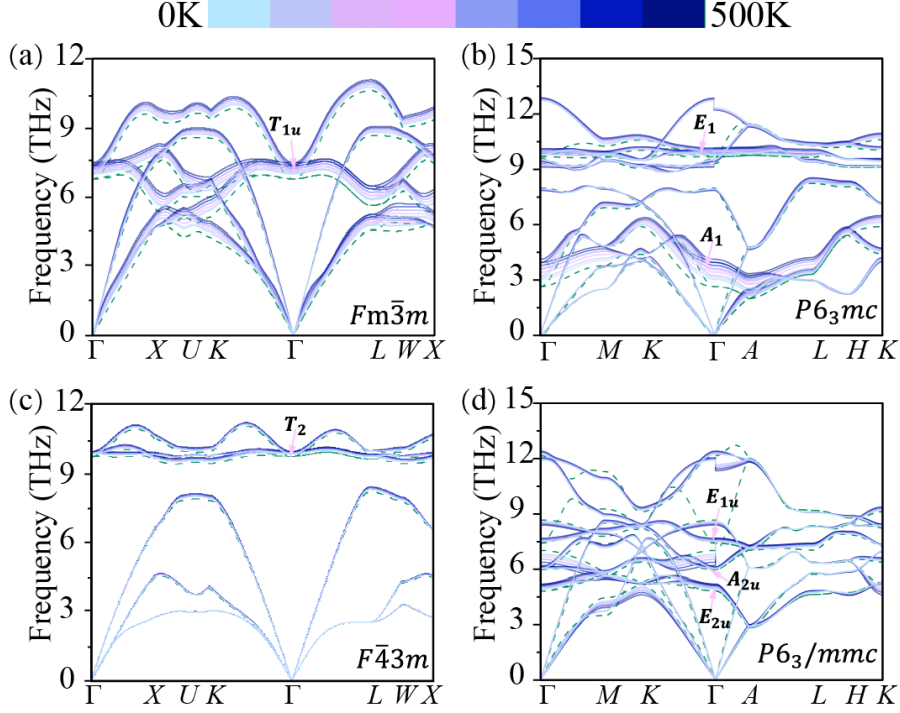 0K 500K
(a) 12 9 6 3 0
Frequency (THz)
T1u
Fm3̅m
Γ X U K Γ L W X
(b) 15 12 9 6 3 0
Frequency (THz)
E1
A1
P63mc
Γ M K Γ A L H K
(c) 12 9 6 3 0
Frequency (THz)
T2
F4̅3m
Γ X U K Γ L W X
(d) 15 12 9 6 3 0
Frequency (THz)
E1u
A2u
E2u
P63/mmc
Γ M K Γ A L H K